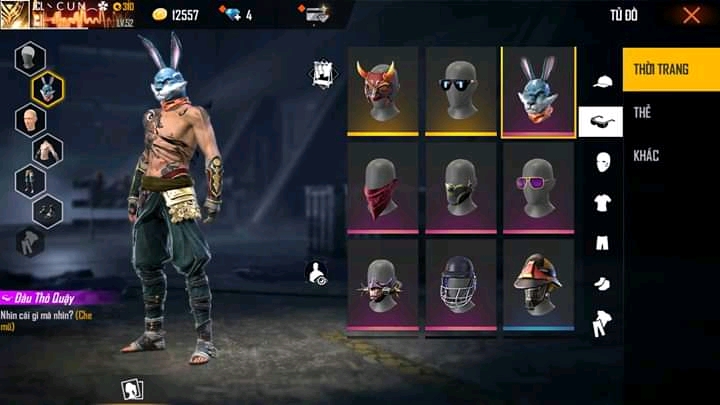 CUM
310
LV.52
12557
4
TỦ ĐỒ
THỜI TRANG
THẺ
KHÁC
Đầu Thỏ Quậy
Nhìn cái gì mà nhìn? (Che
mũ)